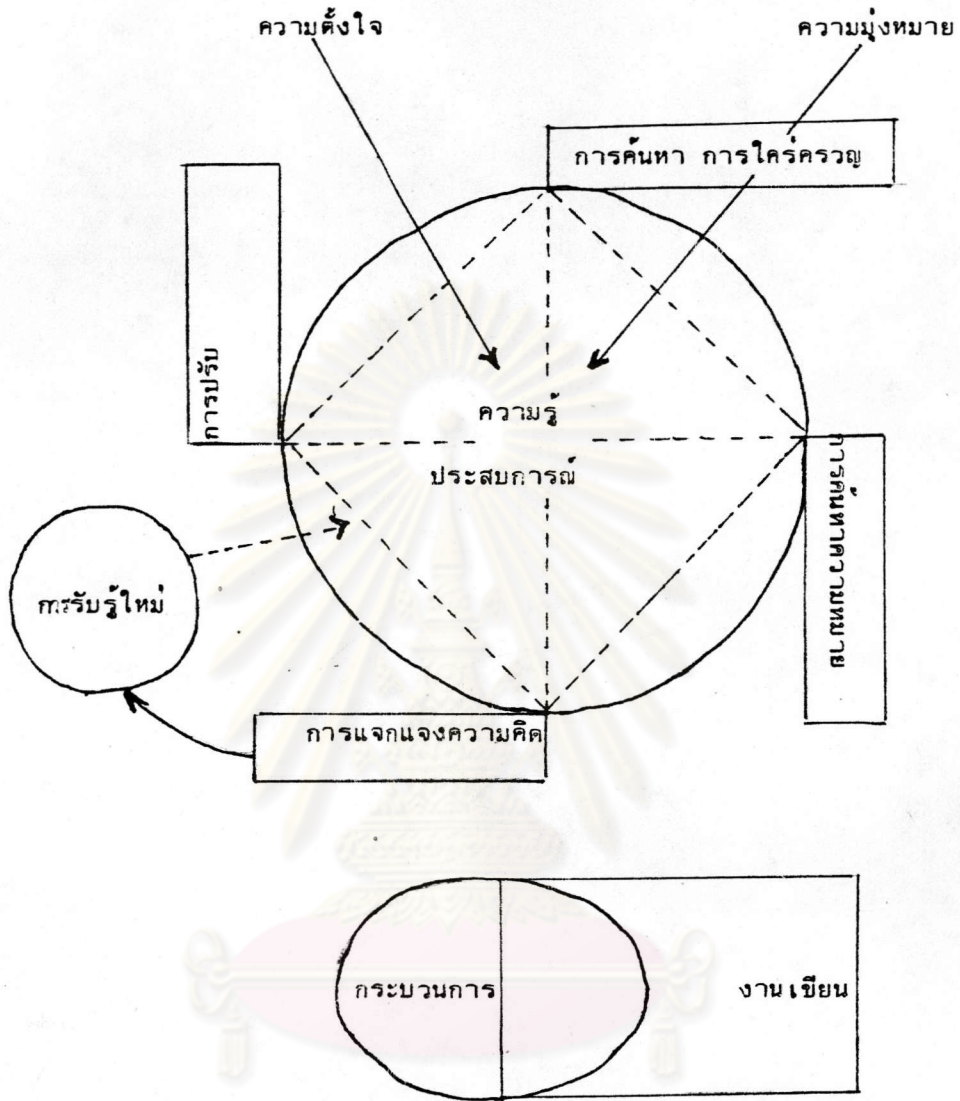 ความตั้งใจ
ความมุ่งหมาย
การค้นหา การใคร่ครวญ
การปรับ
ความรู้
ประสบการณ์
การค้นหาความหมาย
การรับรู้ใหม่
การแจกแจงความคิด
กระบวนการ
งานเขียน